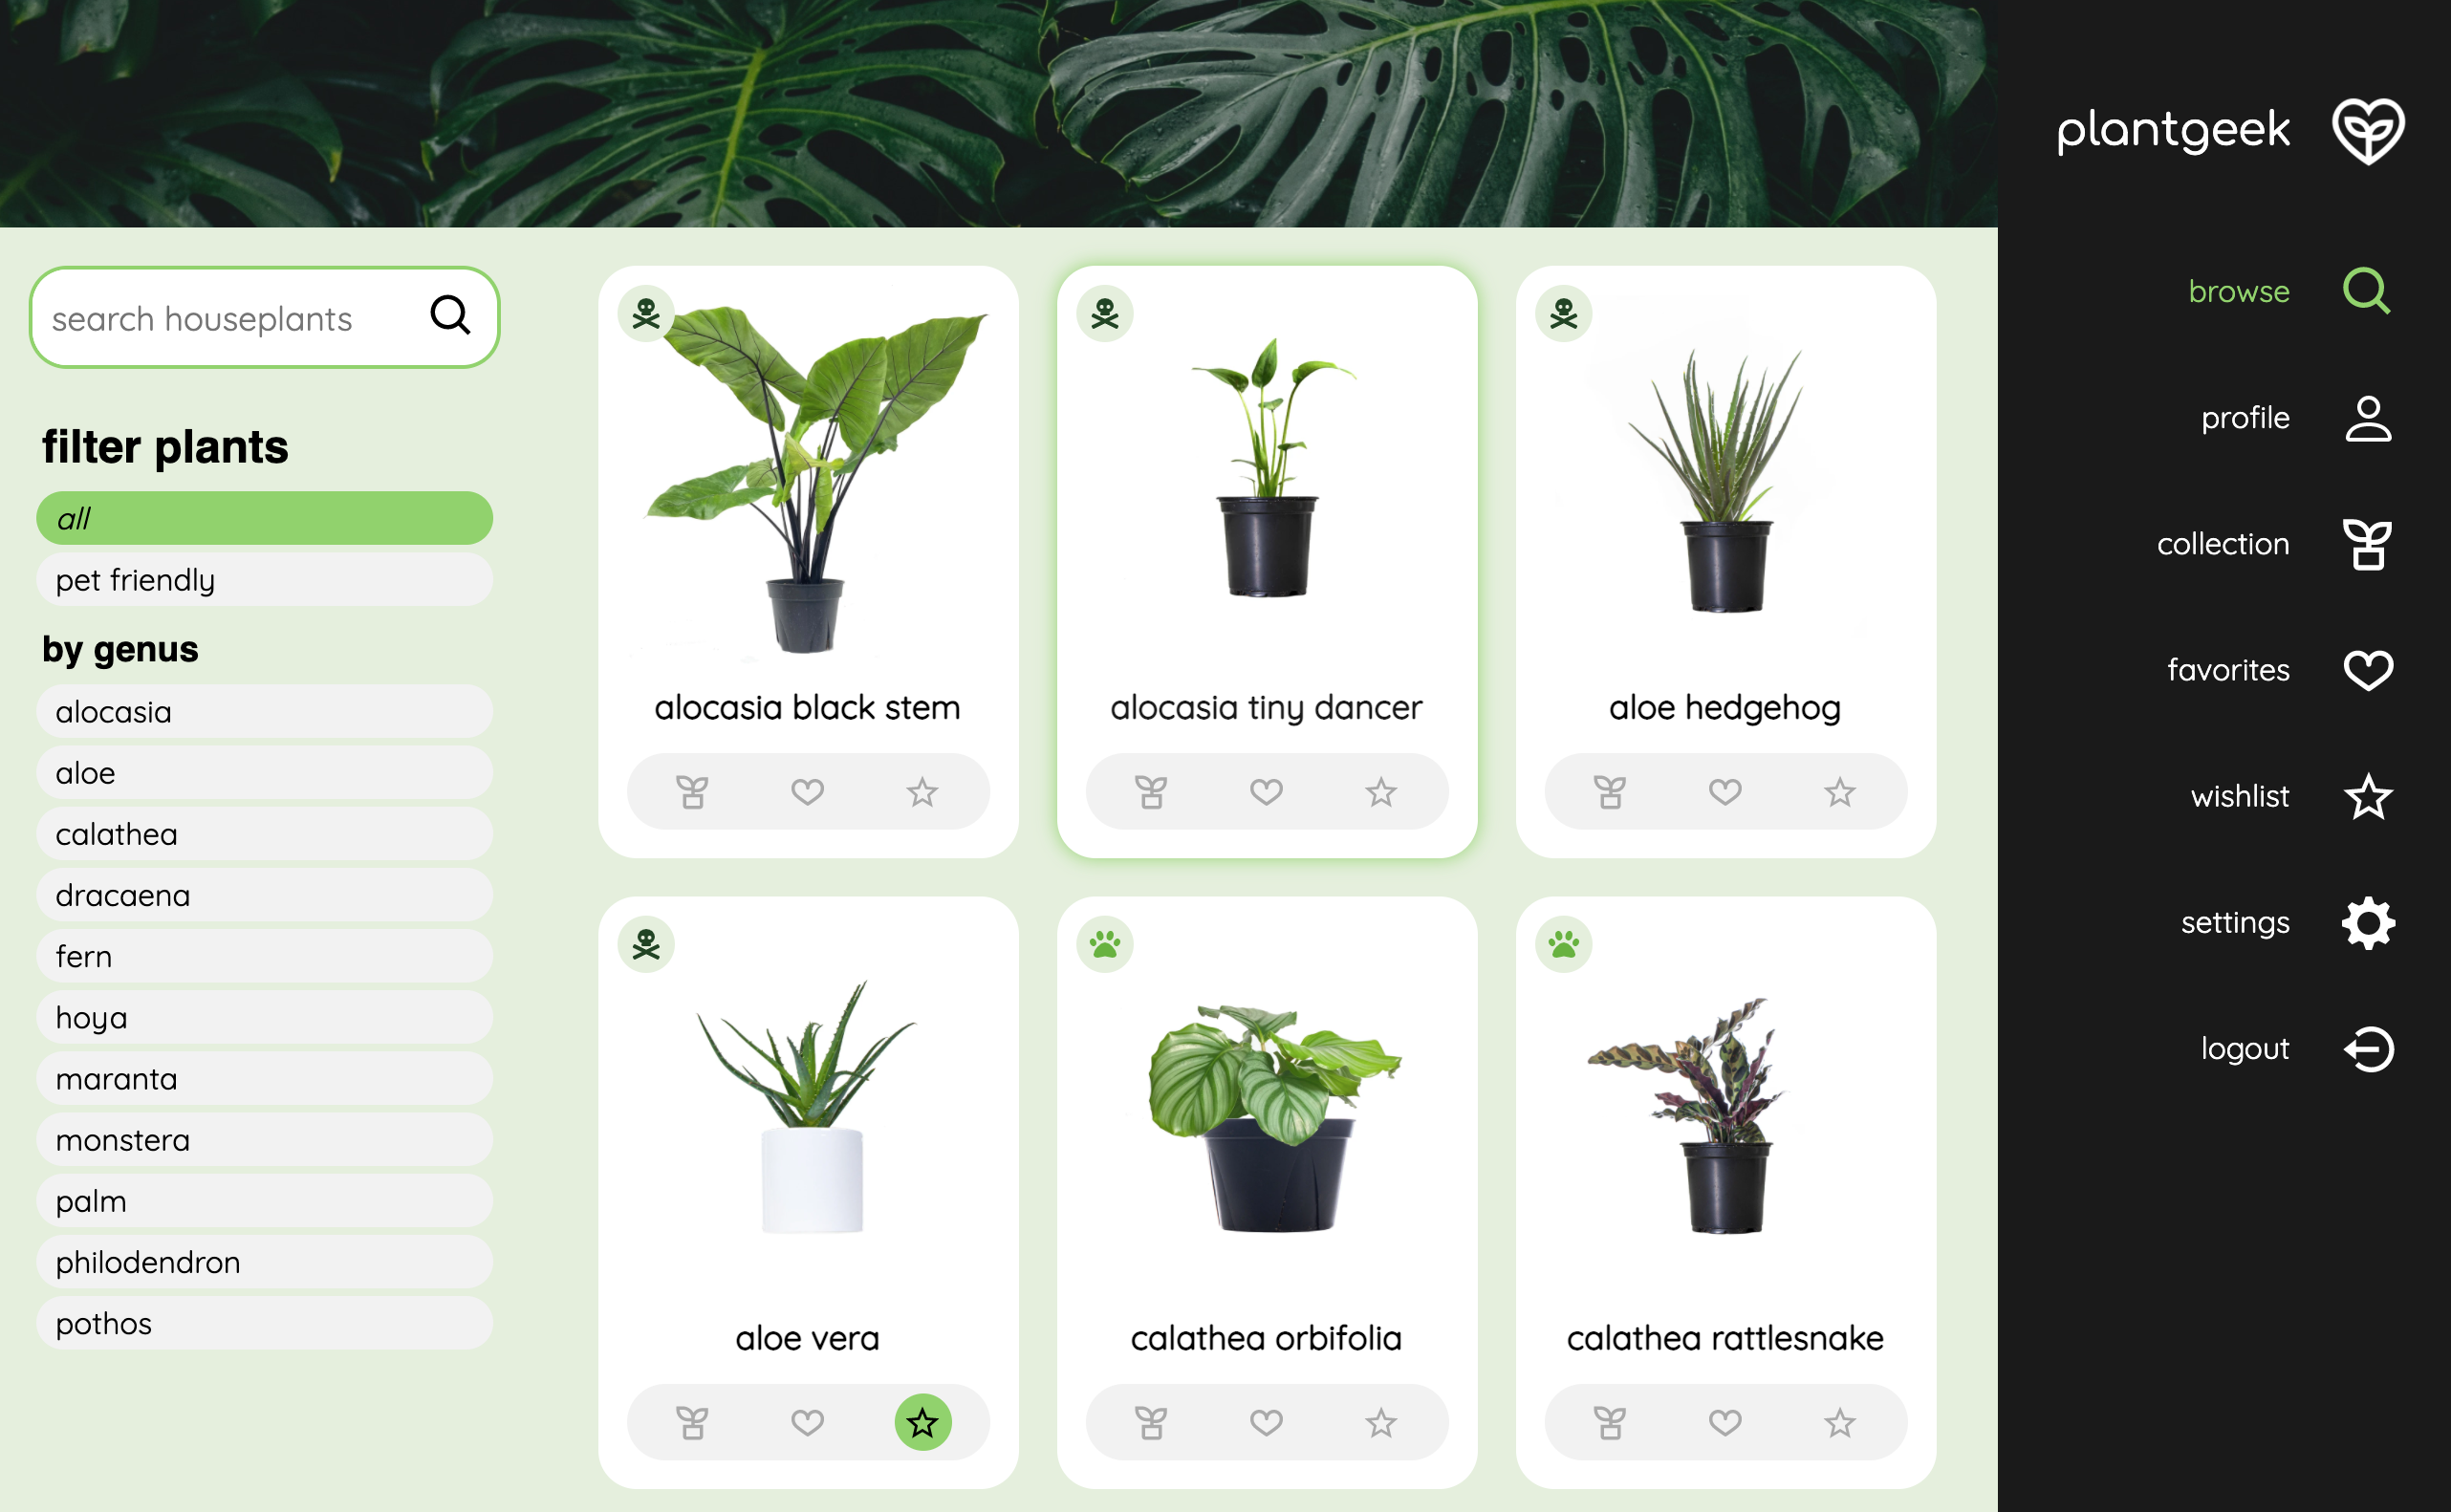 plantgeek
browse
profile
collection
favorites
wishlist
settings
logout
search houseplants
filter plants
all
pet friendly
by genus
alocasia
aloe
calathea
dracaena
fern
hoya
maranta
monstera
palm
philodendron
pothos
alocasia black stem
alocasia tiny dancer
aloe hedgehog
aloe vera
calathea orbifolia
calathea rattlesnake